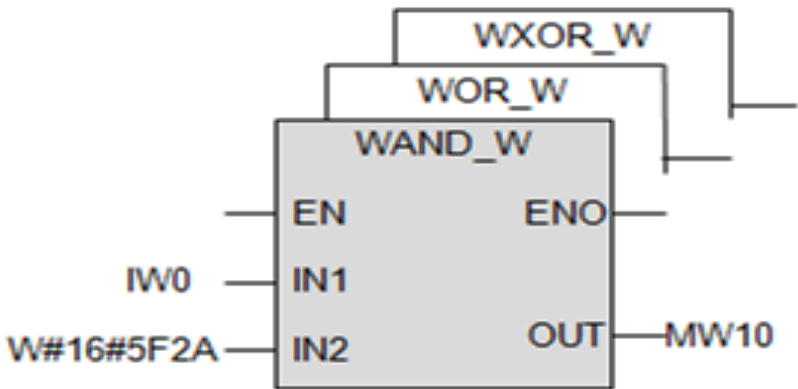 WXOR_W
WOR_W
WAND_W
EN ENO
IW0 IN1
OUT MW10
W#16#5F2A IN2